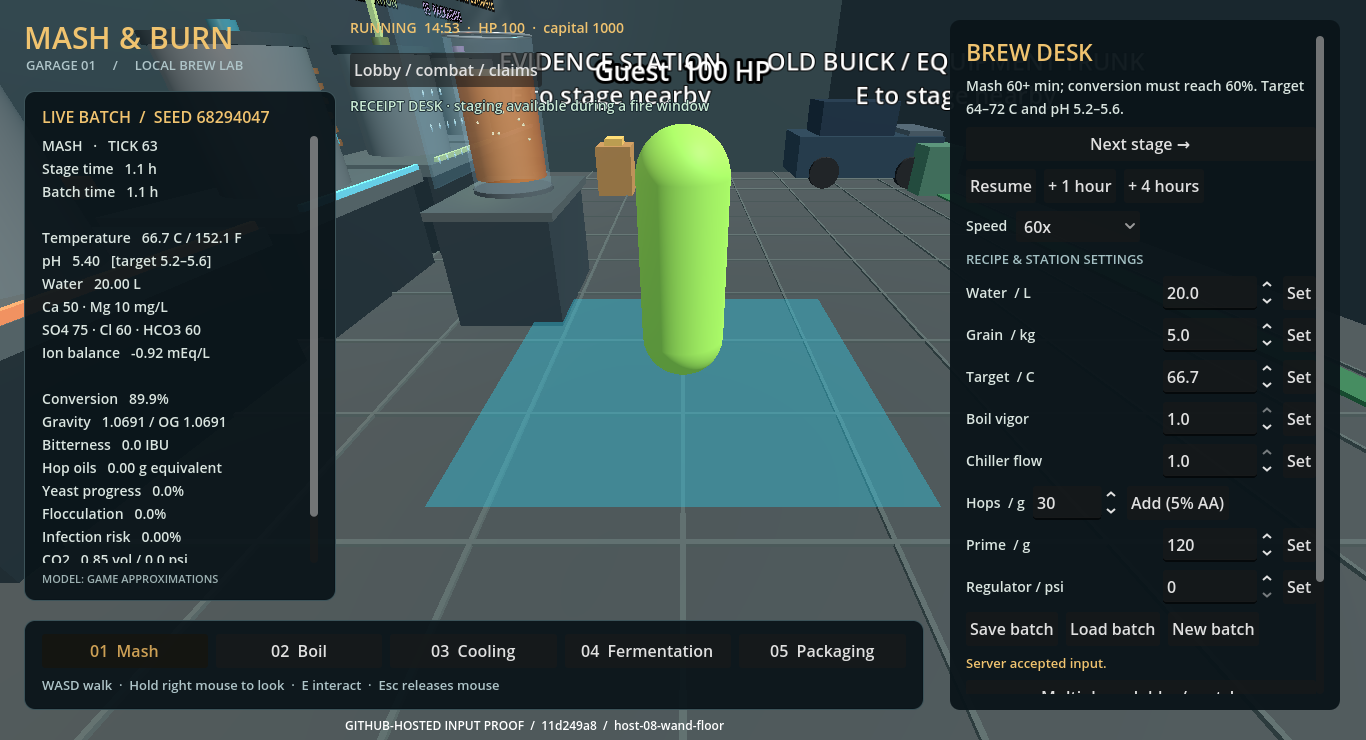 MASH & BURN
GARAGE 01 / LOCAL BREW LAB
RUNNING 14:53 · HP 100 · capital 1000
Lobby / combat / claims
RECEIPT DESK · staging available during a fire window
EVIDENCE STATION
to stage nearby
Guest 100 HP
OLD BUICK / EQUIPMENT TRUNK
E to stage nearby
LIVE BATCH / SEED 68294047
MASH · TICK 63
Stage time 1.1 h
Batch time 1.1 h
Temperature 66.7 C / 152.1 F
pH 5.40 [target 5.2–5.6]
Water 20.00 L
Ca 50 · Mg 10 mg/L
SO4 75 · Cl 60 · HCO3 60
Ion balance -0.92 mEq/L
Conversion 89.9%
Gravity 1.0691 / OG 1.0691
Bitterness 0.0 IBU
Hop oils 0.00 g equivalent
Yeast progress 0.0%
Flocculation 0.0%
Infection risk 0.00%
CO2 0.85 vol / 0.0 psi
MODEL: GAME APPROXIMATIONS
01 Mash
02 Boil
03 Cooling
04 Fermentation
05 Packaging
WASD walk · Hold right mouse to look · E interact · Esc releases mouse
GITHUB-HOSTED INPUT PROOF / 11d249a8 / host-08-wand-floor
BREW DESK
Mash 60+ min; conversion must reach 60%. Target
64–72 C and pH 5.2–5.6.
Next stage →
Resume + 1 hour + 4 hours
Speed 60x
RECIPE & STATION SETTINGS
Water / L 20.0 Set
Grain / kg 5.0 Set
Target / C 66.7 Set
Boil vigor 1.0 Set
Chiller flow 1.0 Set
Hops / g 30 Add (5% AA)
Prime / g 120 Set
Regulator / psi 0 Set
Save batch Load batch New batch
Server accepted input.